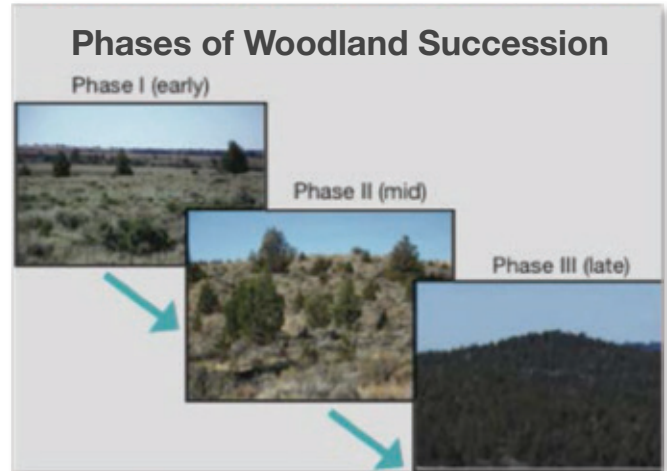 Phases of Woodland Succession
Phase I (early)
Phase II (mid)
Phase III (late)